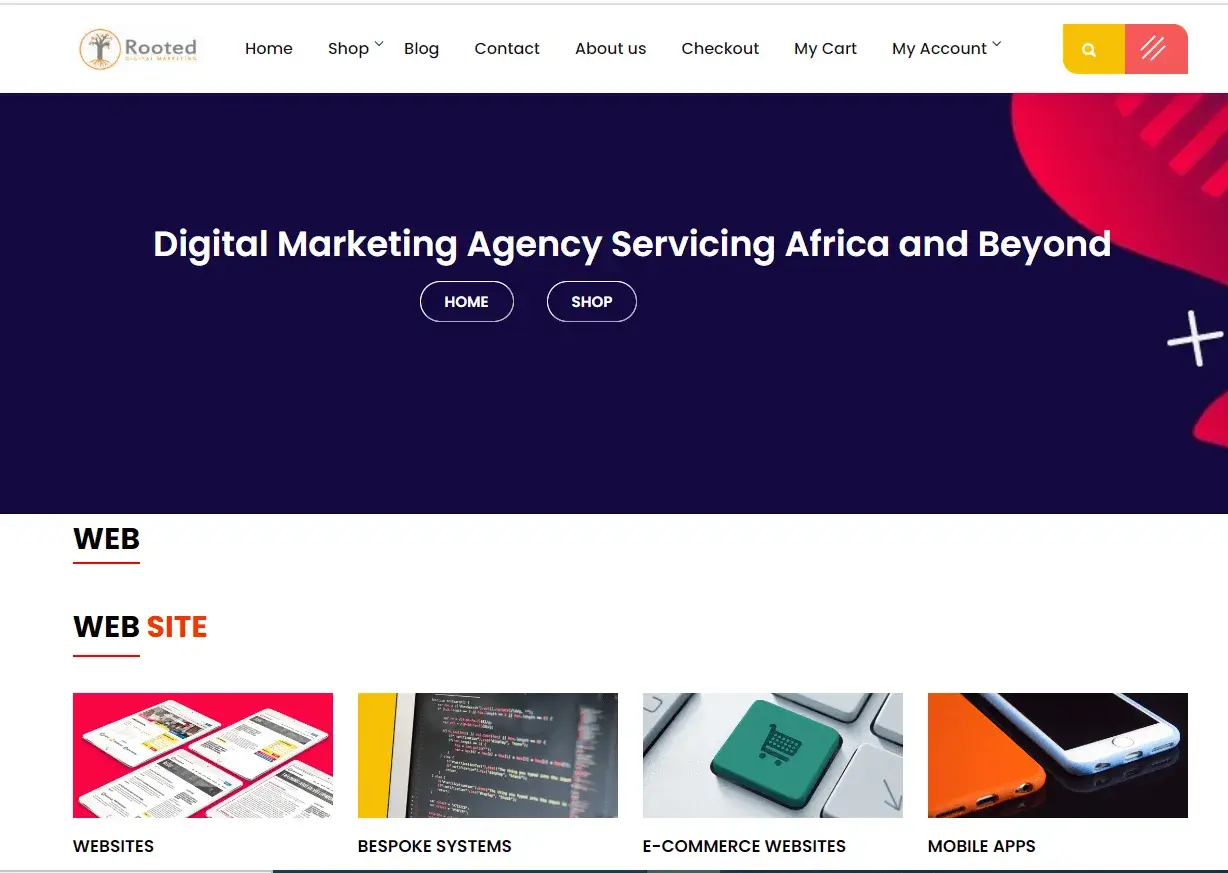 Rooted
DIGITAL MARKETING
Home Shop Blog Contact About us Checkout My Cart My Account
Digital Marketing Agency Servicing Africa and Beyond
HOME SHOP
WEB
WEB SITE
WEBSITES BESPOKE SYSTEMS E-COMMERCE WEBSITES MOBILE APPS